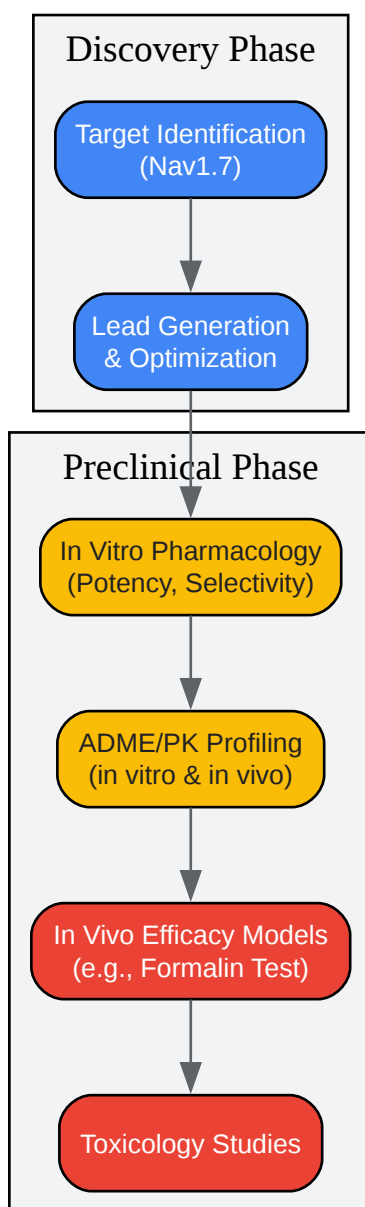 Discovery Phase
Target Identification
(Nav1.7)
Lead Generation
& Optimization
Preclinical Phase
In Vitro Pharmacology
(Potency, Selectivity)
ADME/PK Profiling
(in vitro & in vivo)
In Vivo Efficacy Models
(e.g., Formalin Test)
Toxicology Studies